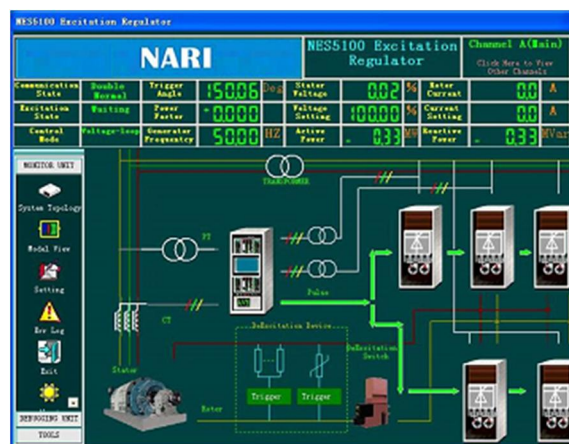 NES5100 Excitation Regulator
NARI
NES5100 Excitation Regulator
Channel A(Main)
Click Here to View Other Channels
Communication State
Double Normal
Trigger Angle
150.06 Deg
Stator Voltage
0.02 %
Rotor Current
0.0 A
Excitation State
Waiting
Power Factor
-0.000
Voltage Setting
100.00 %
Current Setting
0.0 A
Control Mode
Voltage-Loop
Generator Frequency
50.00 HZ
Active Power
- 0.33 MW
Reactive Power
- 0.33 MVar
MONITOR UNIT
System Topology
Modal View
Setting
Err Log
Exit
DEBUGGING UNIT
TOOLS
TRANSFORMER
PT
CT
Pulse
DeExcitation Device
DeExcitation Switch
Trigger
Trigger
Stator
Rotor